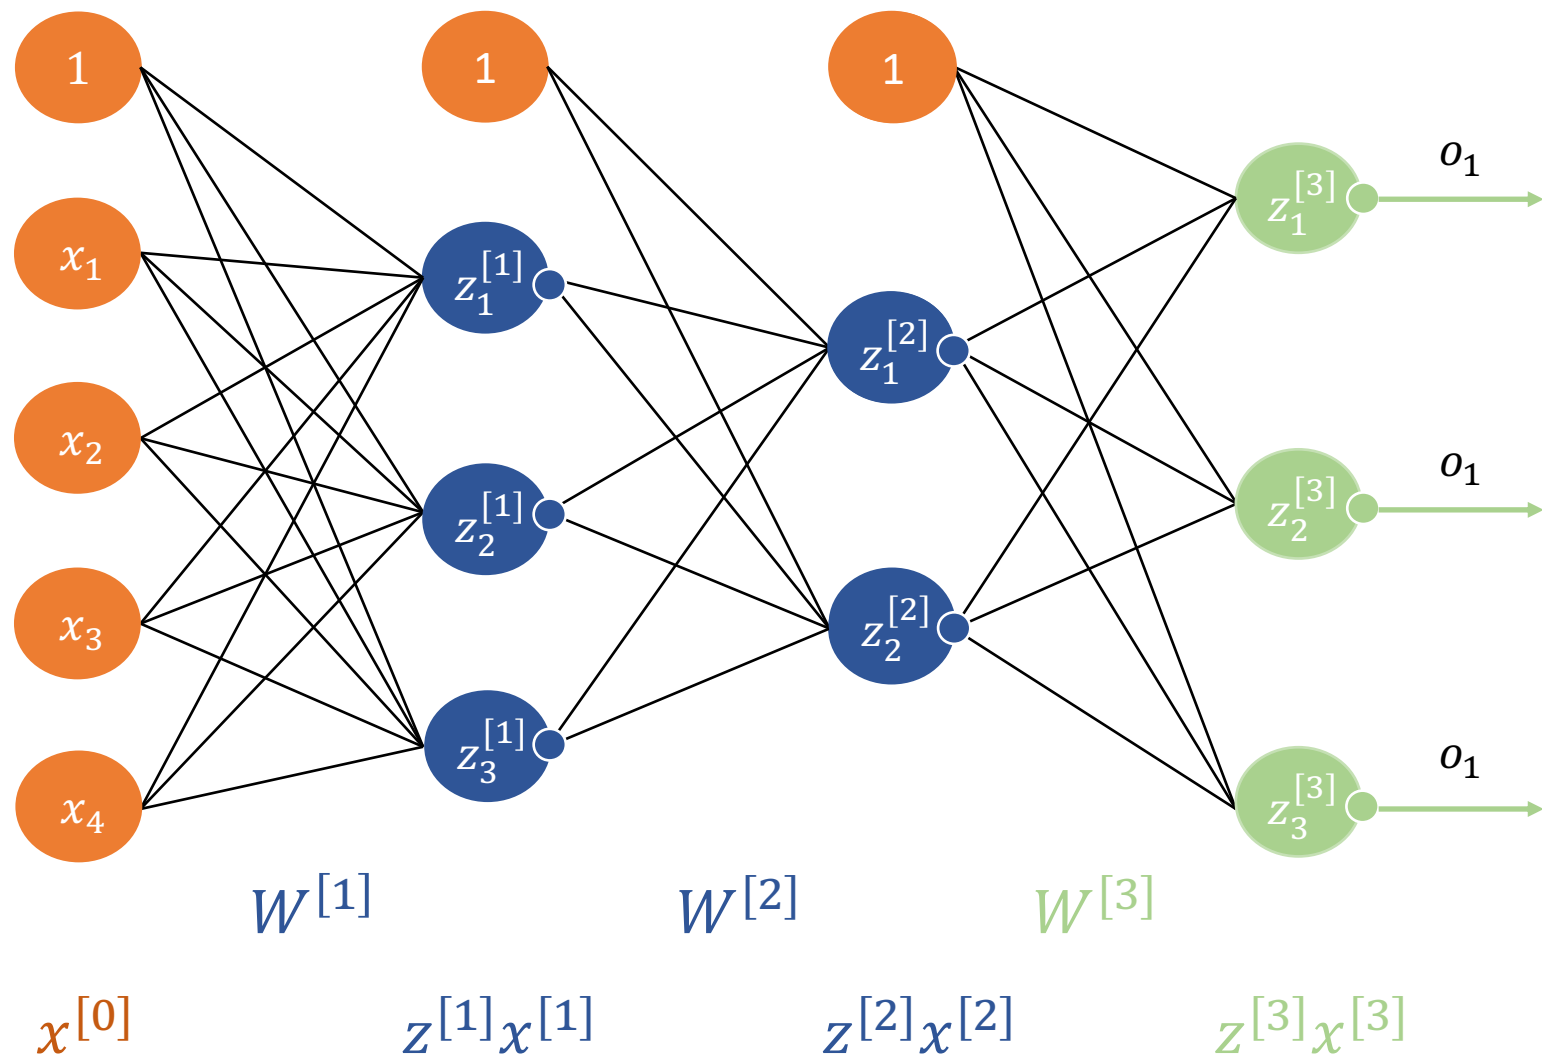 1 1 1
o₁
z₁^[3]
x₁
z₁^[1]
z₁^[2]
x₂
o₁
z₂^[1]
z₂^[3]
x₃
z₂^[2]
z₃^[1]
o₁
x₄
z₃^[3]
W^[1] W^[2] W^[3]
x^[0] z^[1]x^[1] z^[2]x^[2] z^[3]x^[3]